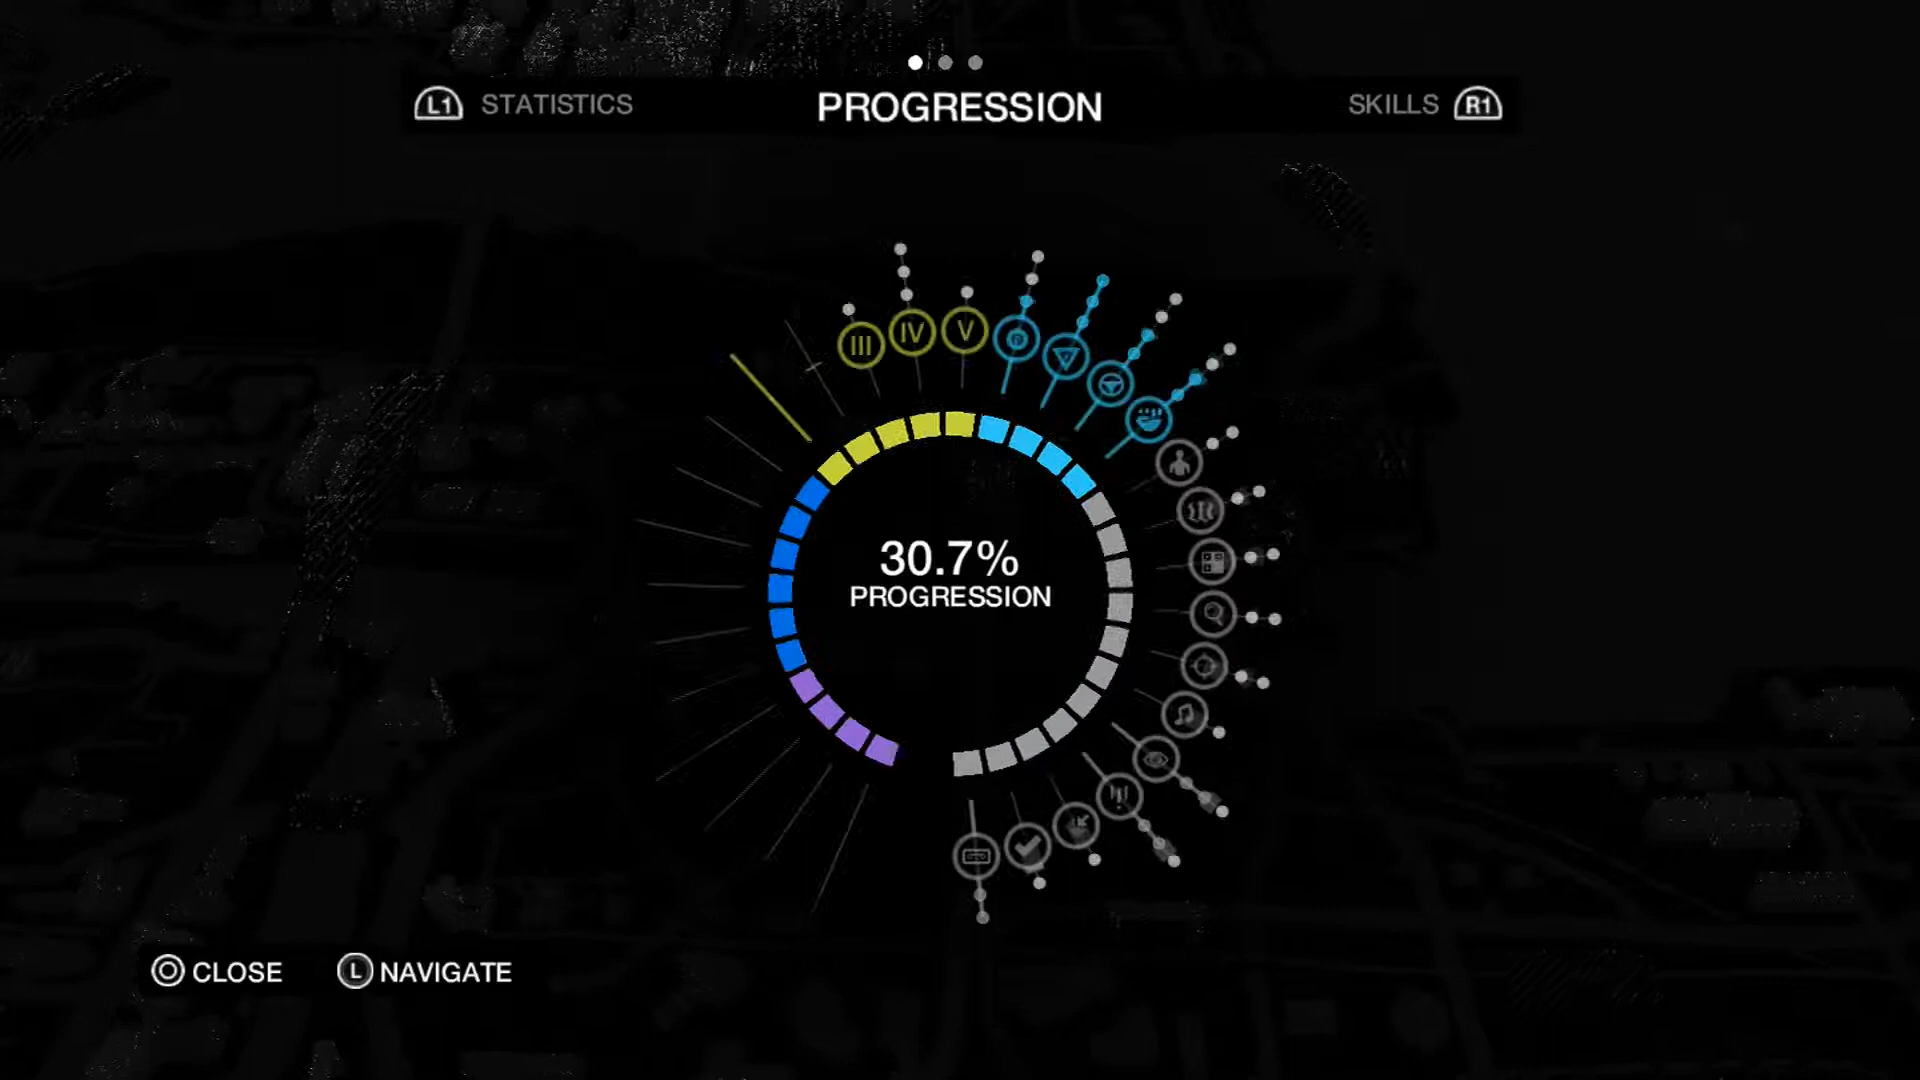 L1 STATISTICS
PROGRESSION
SKILLS R1
III IV V
30.7%
PROGRESSION
CLOSE
L NAVIGATE